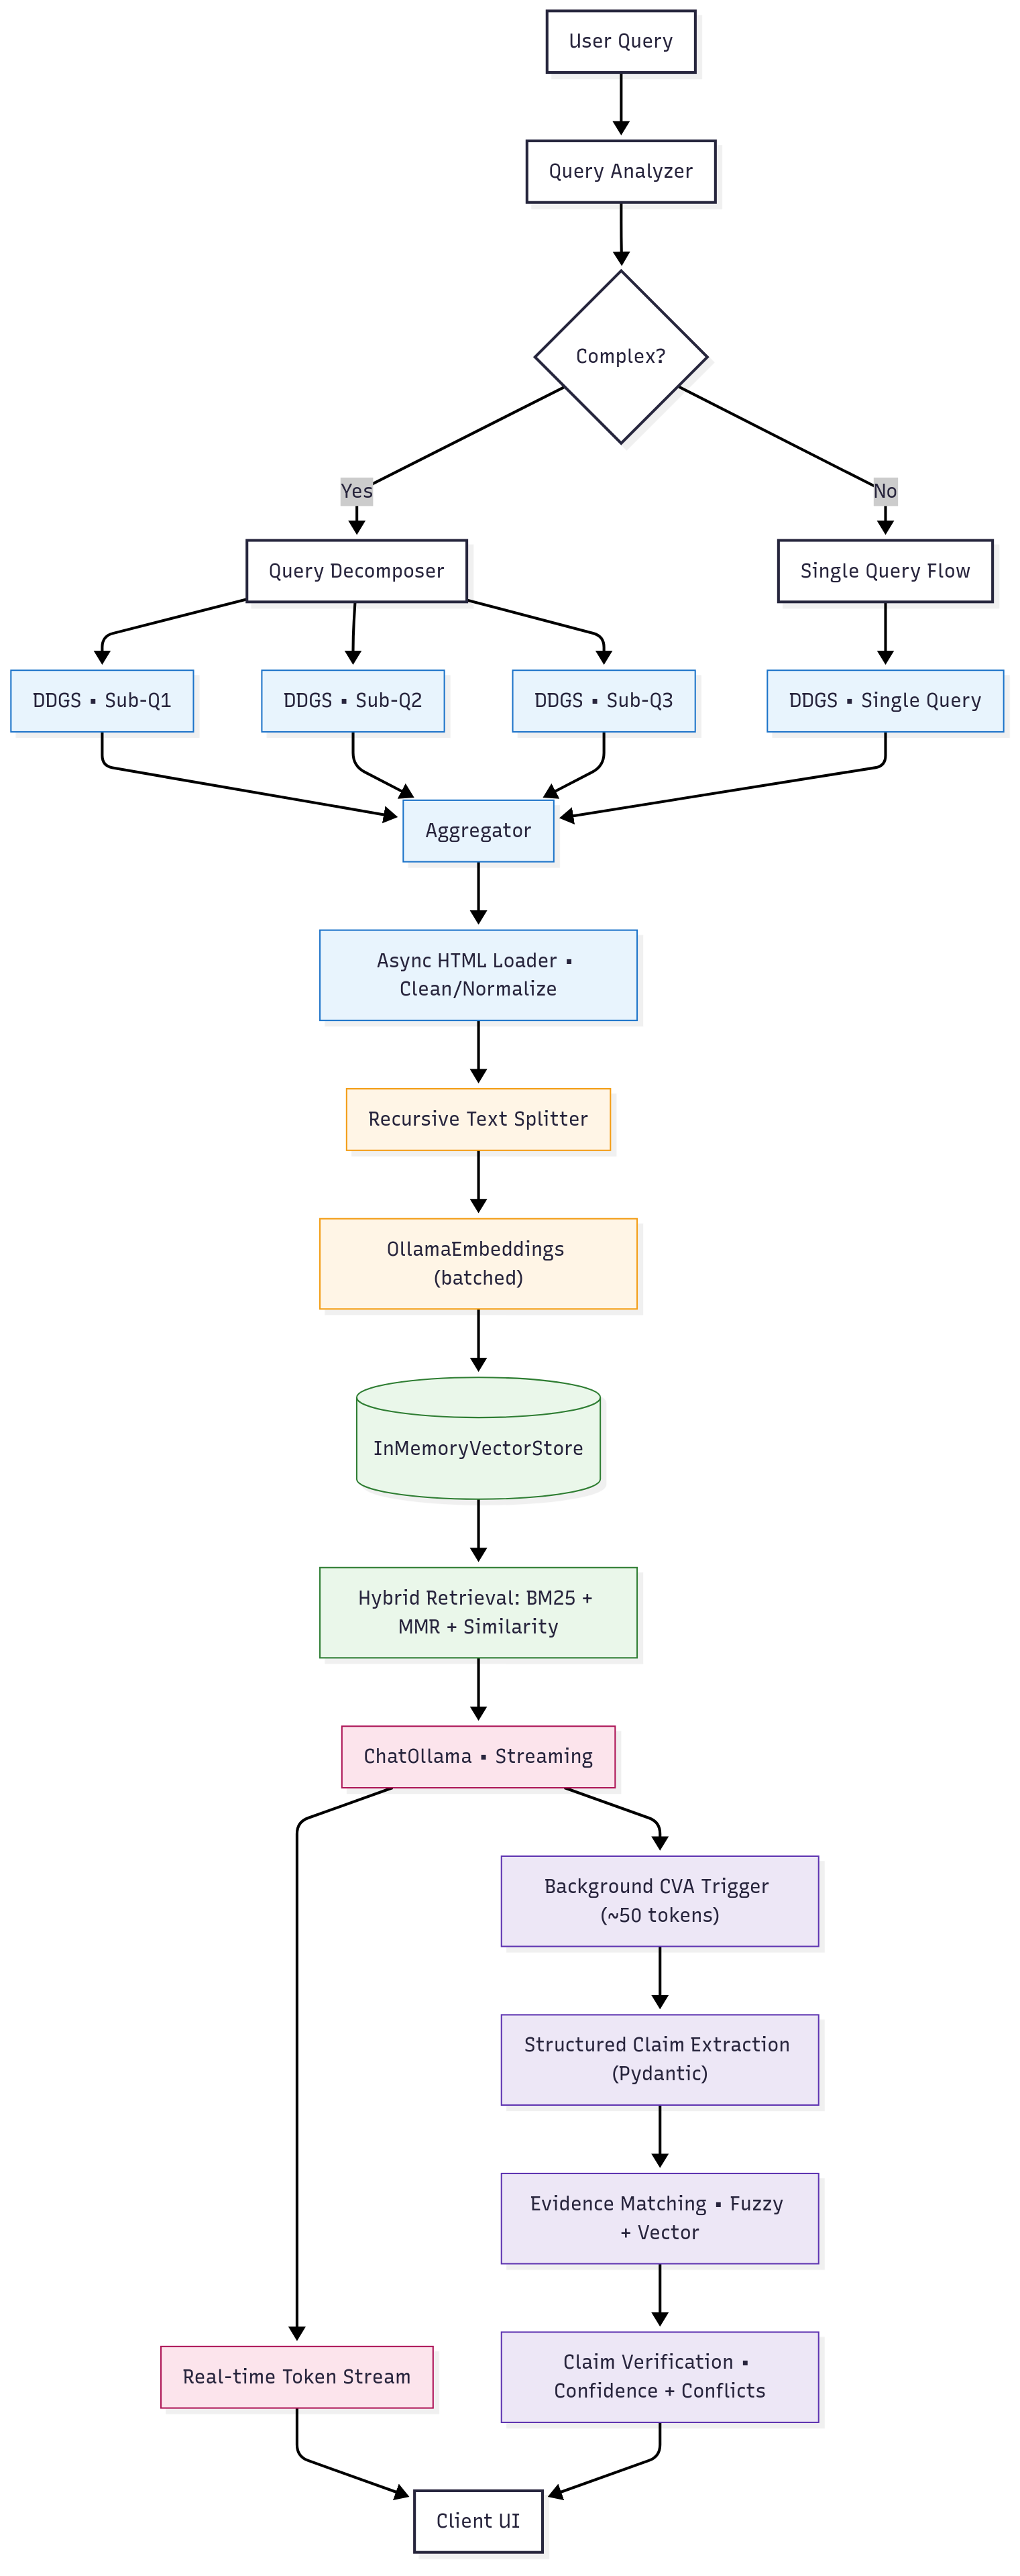 User Query
Query Analyzer
Complex?
Yes
No
Query Decomposer
Single Query Flow
DDGS ▪ Sub-Q1
DDGS ▪ Sub-Q2
DDGS ▪ Sub-Q3
DDGS ▪ Single Query
Aggregator
Async HTML Loader ▪
Clean/Normalize
Recursive Text Splitter
OllamaEmbeddings
(batched)
InMemoryVectorStore
Hybrid Retrieval: BM25 +
MMR + Similarity
ChatOllama ▪ Streaming
Background CVA Trigger
(~50 tokens)
Structured Claim Extraction
(Pydantic)
Evidence Matching ▪ Fuzzy
+ Vector
Real-time Token Stream
Claim Verification ▪
Confidence + Conflicts
Client UI